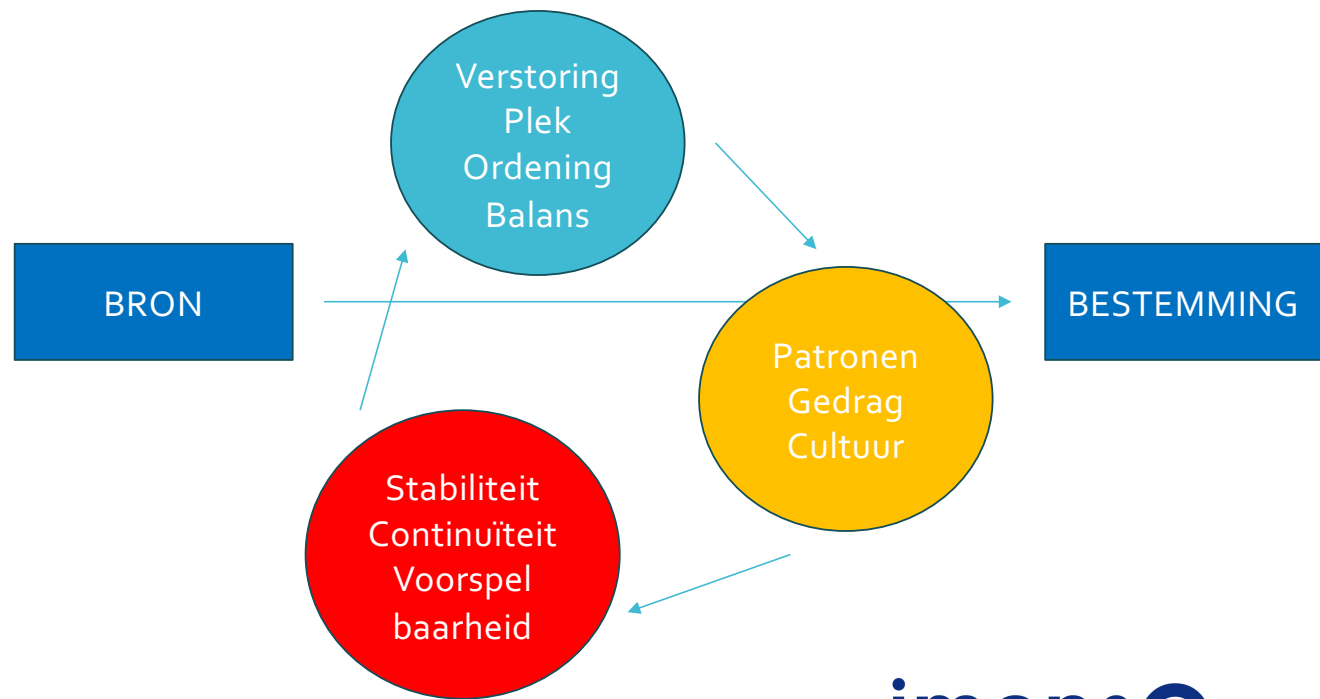 Verstoring
Plek
Ordening
Balans
BRON
BESTEMMING
Patronen
Gedrag
Cultuur
Stabiliteit
Continuïteit
Voorspel
baarheid